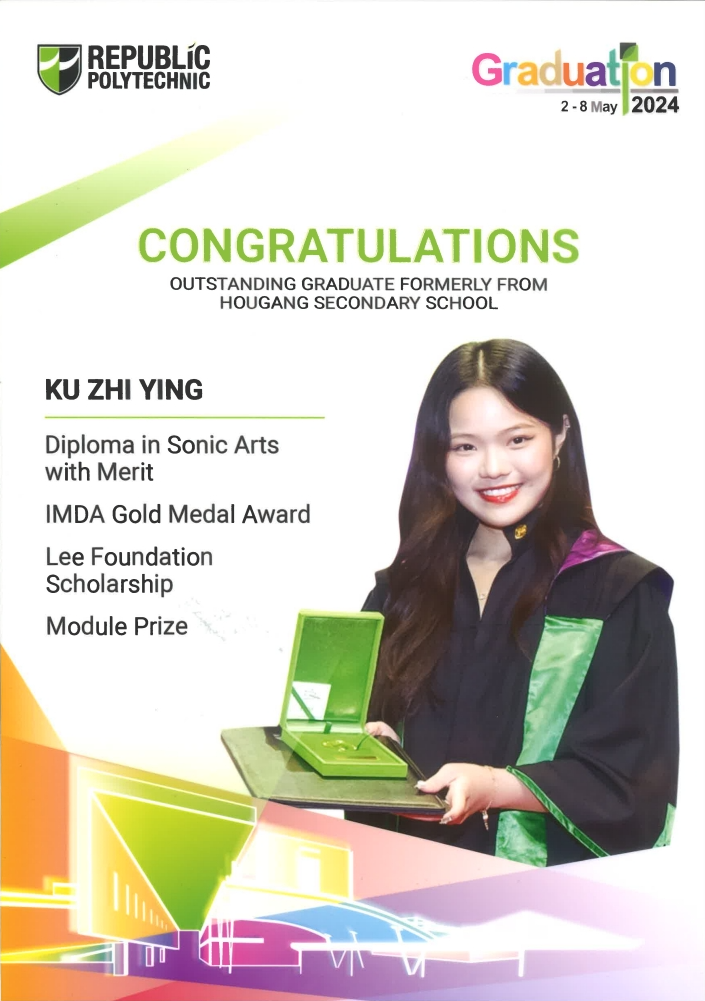 REPUBLIC
POLYTECHNIC
Graduation
2 - 8 May 2024
CONGRATULATIONS
OUTSTANDING GRADUATE FORMERLY FROM
HOUGANG SECONDARY SCHOOL
KU ZHI YING
Diploma in Sonic Arts
with Merit
IMDA Gold Medal Award
Lee Foundation
Scholarship
Module Prize